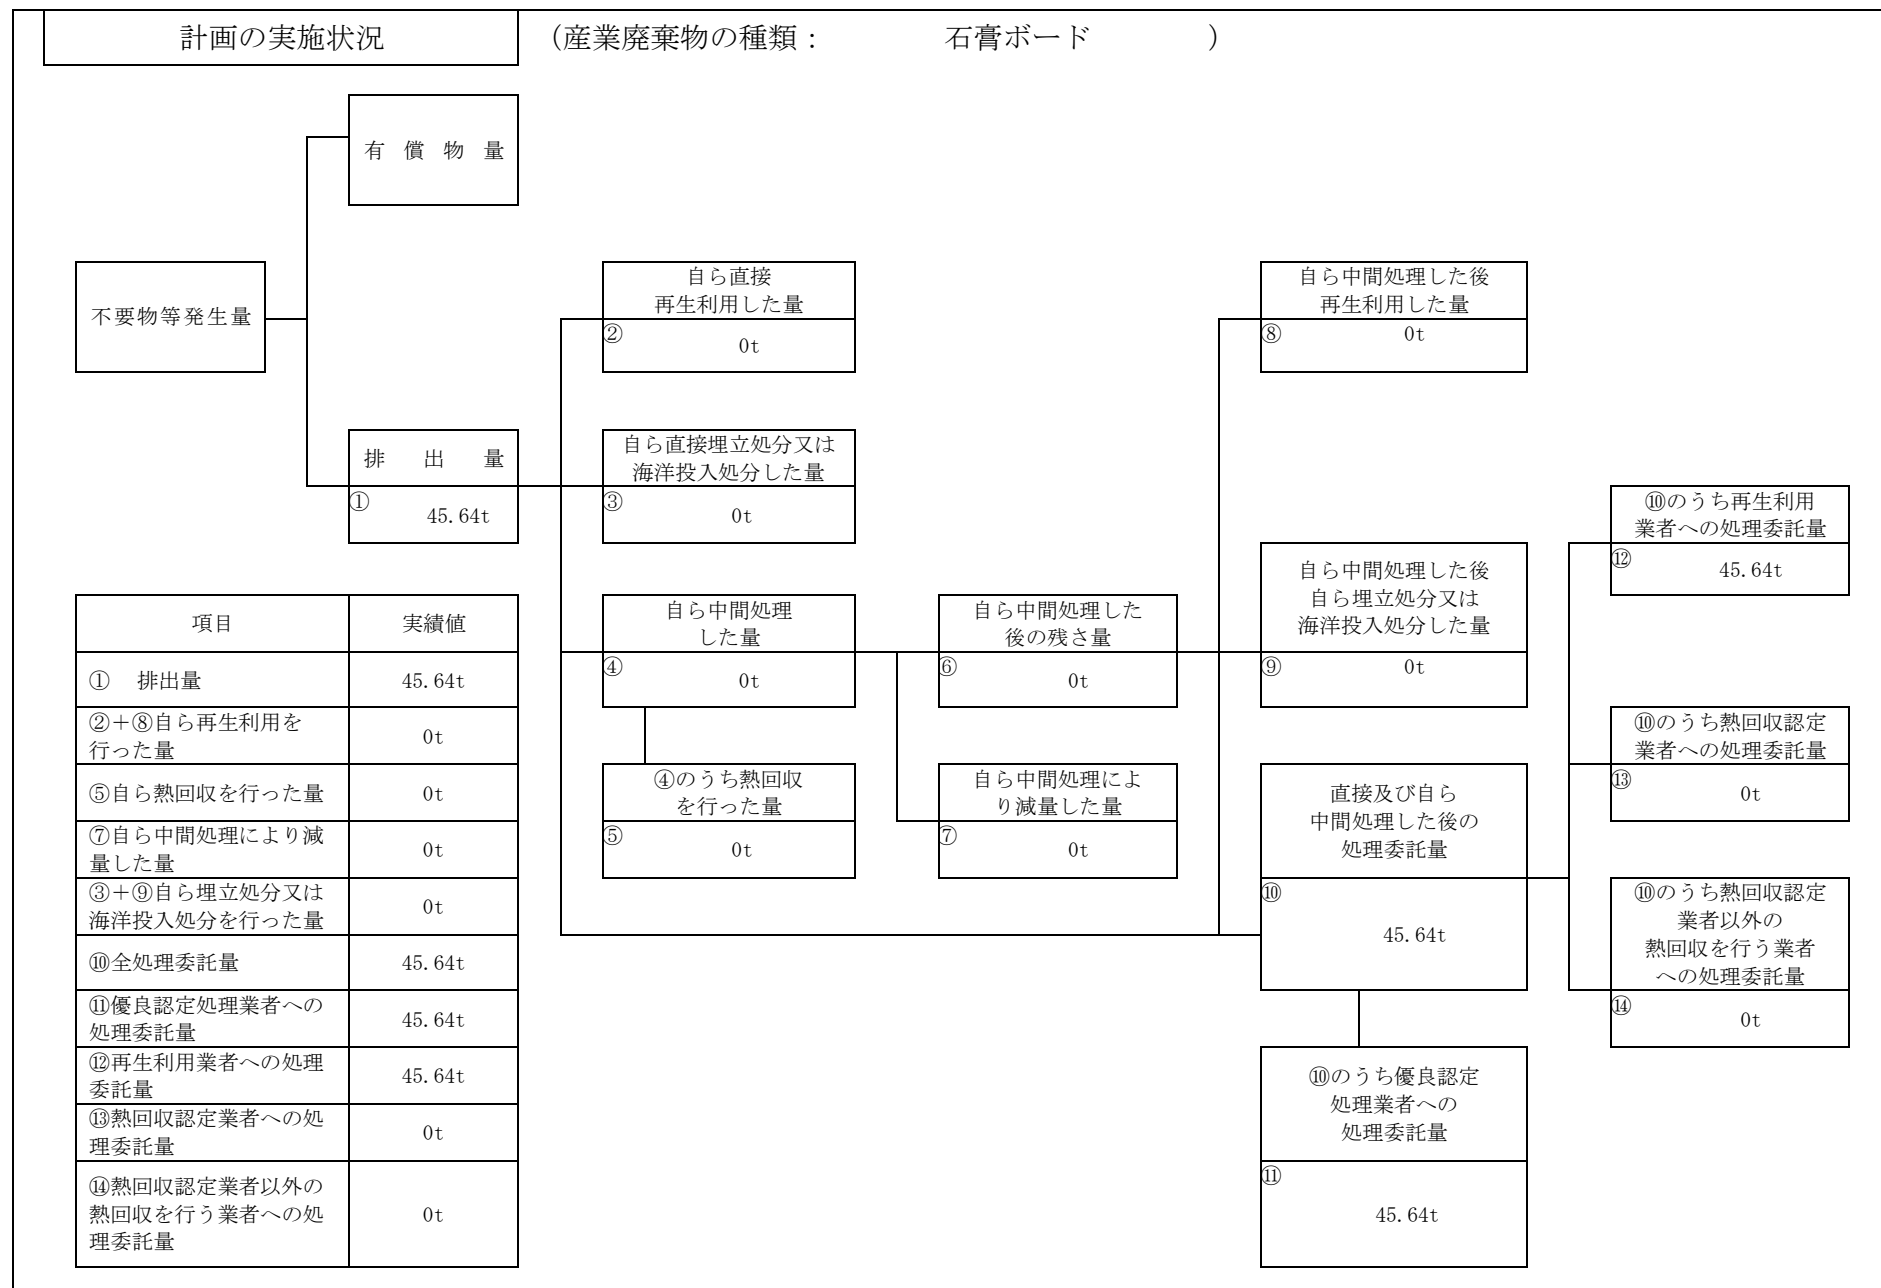 計画の実施状況 (産業廃棄物の種類: 石膏ボード )
有償物量
不要物等発生量
自ら直接
再生利用した量
② 0t
自ら中間処理した後
再生利用した量
⑧ 0t
排出量
① 45.64t
自ら直接埋立処分又は
海洋投入処分した量
③ 0t
⑩のうち再生利用
業者への処理委託量
⑫ 45.64t
自ら中間処理
した量
④ 0t
自ら中間処理した
後の残さ量
⑥ 0t
自ら中間処理した後
自ら埋立処分又は
海洋投入処分した量
⑨ 0t
⑩のうち熱回収認定
業者への処理委託量
⑬ 0t
④のうち熱回収
を行った量
⑤ 0t
自ら中間処理によ
り減量した量
⑦ 0t
直接及び自ら
中間処理した後の
処理委託量
⑩
45.64t
⑩のうち熱回収認定
業者以外の
熱回収を行う業者
への処理委託量
⑭ 0t
⑩のうち優良認定
処理業者への
処理委託量
⑪
45.64t
項目 実績値
① 排出量 45.64t
②+⑧自ら再生利用を
行った量 0t
⑤自ら熱回収を行った量 0t
⑦自ら中間処理により減
量した量 0t
③+⑨自ら埋立処分又は
海洋投入処分を行った量 0t
⑩全処理委託量 45.64t
⑪優良認定処理業者への
処理委託量 45.64t
⑫再生利用業者への処理
委託量 45.64t
⑬熱回収認定業者への処
理委託量 0t
⑭熱回収認定業者以外の
熱回収を行う業者への処
理委託量 0t